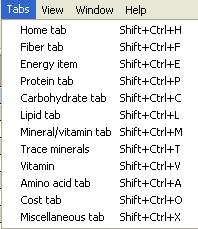 Tabs View Window Help
Home tab Shift+Ctrl+H
Fiber tab Shift+Ctrl+F
Energy item Shift+Ctrl+E
Protein tab Shift+Ctrl+P
Carbohydrate tab Shift+Ctrl+C
Lipid tab Shift+Ctrl+L
Mineral/vitamin tab Shift+Ctrl+M
Trace minerals Shift+Ctrl+T
Vitamin Shift+Ctrl+V
Amino acid tab Shift+Ctrl+A
Cost tab Shift+Ctrl+O
Miscellaneous tab Shift+Ctrl+X